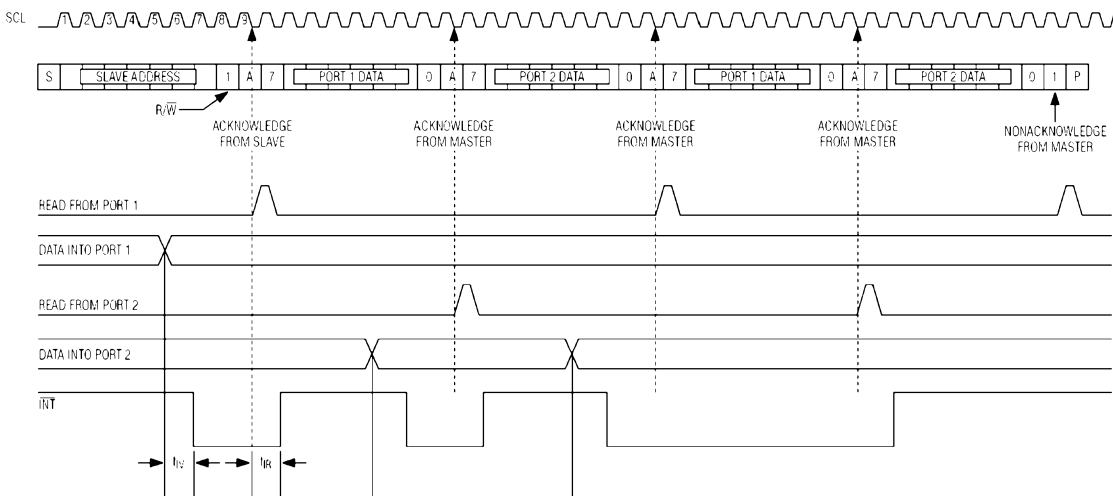 SCL 1 2 3 4 5 6 7 8 9
S SLAVE ADDRESS 1 A 7 PORT 1 DATA 0 A 7 PORT 2 DATA 0 A 7 PORT 1 DATA 0 A 7 PORT 2 DATA 0 1 P
R/W
ACKNOWLEDGE FROM SLAVE
ACKNOWLEDGE FROM MASTER
ACKNOWLEDGE FROM MASTER
ACKNOWLEDGE FROM MASTER
NONACKNOWLEDGE FROM MASTER
READ FROM PORT 1
DATA INTO PORT 1
READ FROM PORT 2
DATA INTO PORT 2
INT
tIV tIR